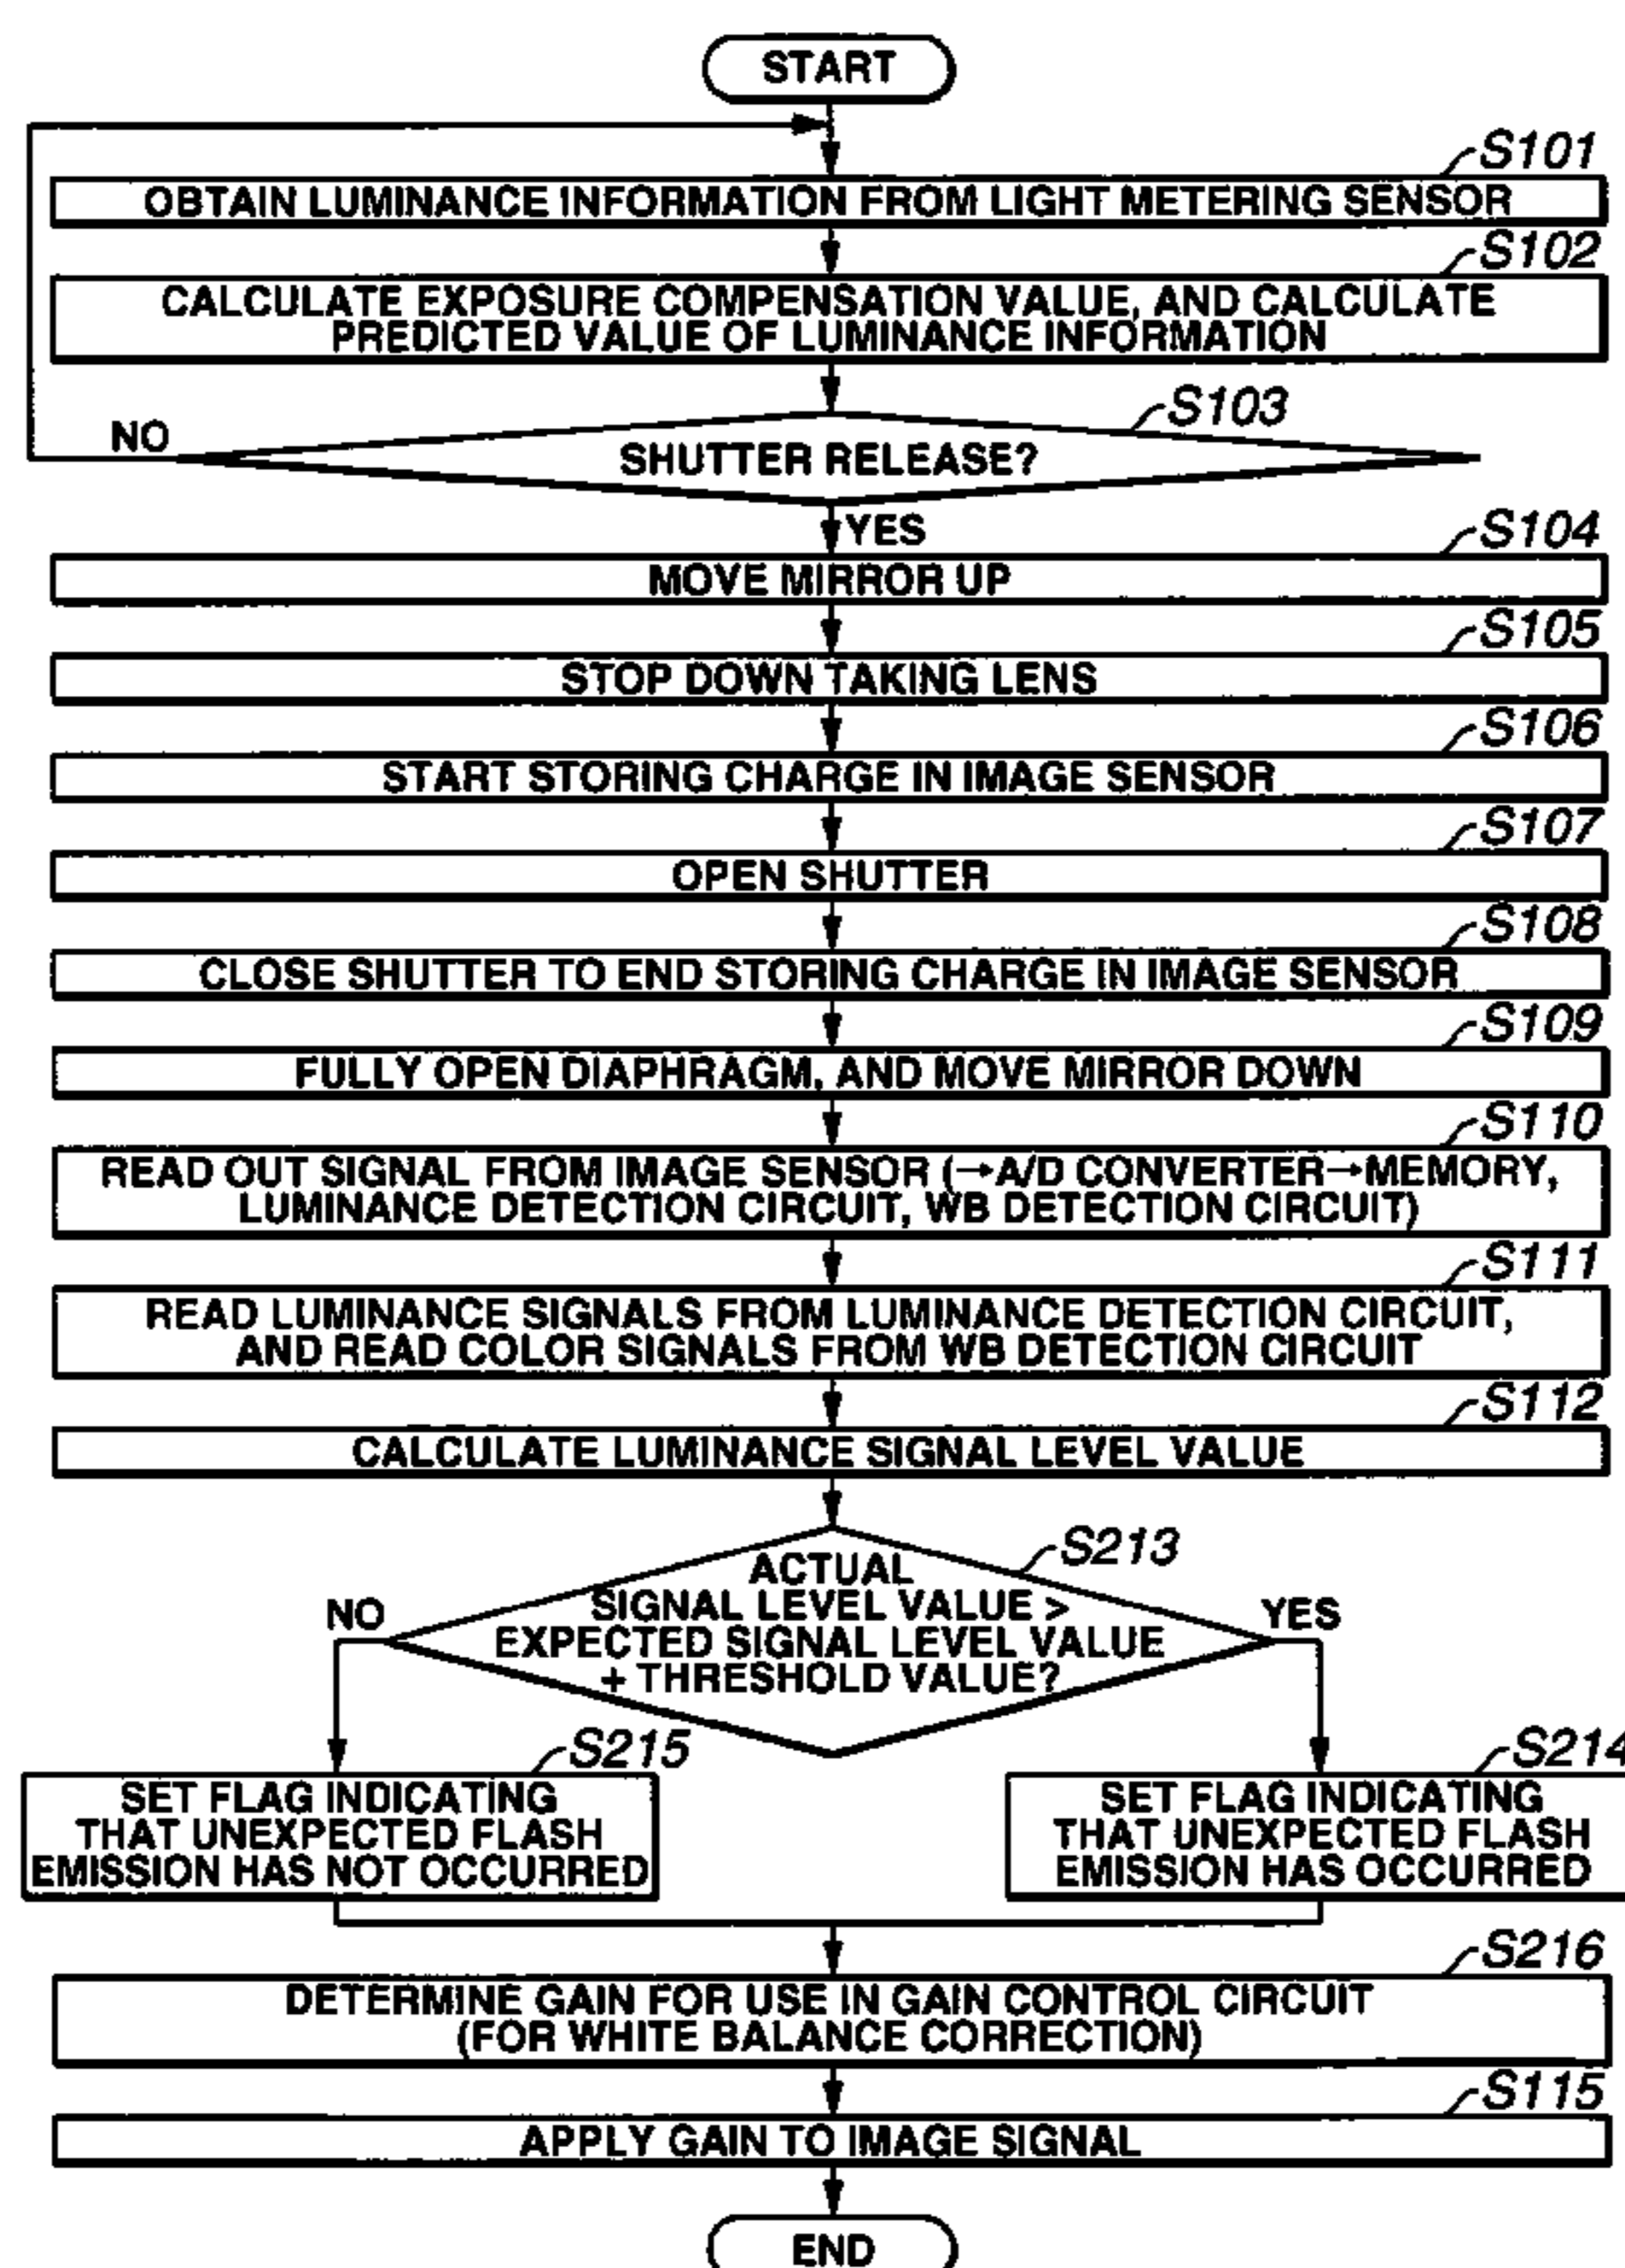 START
S101
OBTAIN LUMINANCE INFORMATION FROM LIGHT METERING SENSOR
S102
CALCULATE EXPOSURE COMPENSATION VALUE, AND CALCULATE
PREDICTED VALUE OF LUMINANCE INFORMATION
S103
NO
SHUTTER RELEASE?
YES
S104
MOVE MIRROR UP
S105
STOP DOWN TAKING LENS
S106
START STORING CHARGE IN IMAGE SENSOR
S107
OPEN SHUTTER
S108
CLOSE SHUTTER TO END STORING CHARGE IN IMAGE SENSOR
S109
FULLY OPEN DIAPHRAGM, AND MOVE MIRROR DOWN
S110
READ OUT SIGNAL FROM IMAGE SENSOR (→A/D CONVERTER→MEMORY,
LUMINANCE DETECTION CIRCUIT, WB DETECTION CIRCUIT)
S111
READ LUMINANCE SIGNALS FROM LUMINANCE DETECTION CIRCUIT,
AND READ COLOR SIGNALS FROM WB DETECTION CIRCUIT
S112
CALCULATE LUMINANCE SIGNAL LEVEL VALUE
S213
ACTUAL
SIGNAL LEVEL VALUE >
EXPECTED SIGNAL LEVEL VALUE
+ THRESHOLD VALUE?
NO
YES
S215
SET FLAG INDICATING
THAT UNEXPECTED FLASH
EMISSION HAS NOT OCCURRED
S214
SET FLAG INDICATING
THAT UNEXPECTED FLASH
EMISSION HAS OCCURRED
S216
DETERMINE GAIN FOR USE IN GAIN CONTROL CIRCUIT
(FOR WHITE BALANCE CORRECTION)
S115
APPLY GAIN TO IMAGE SIGNAL
END